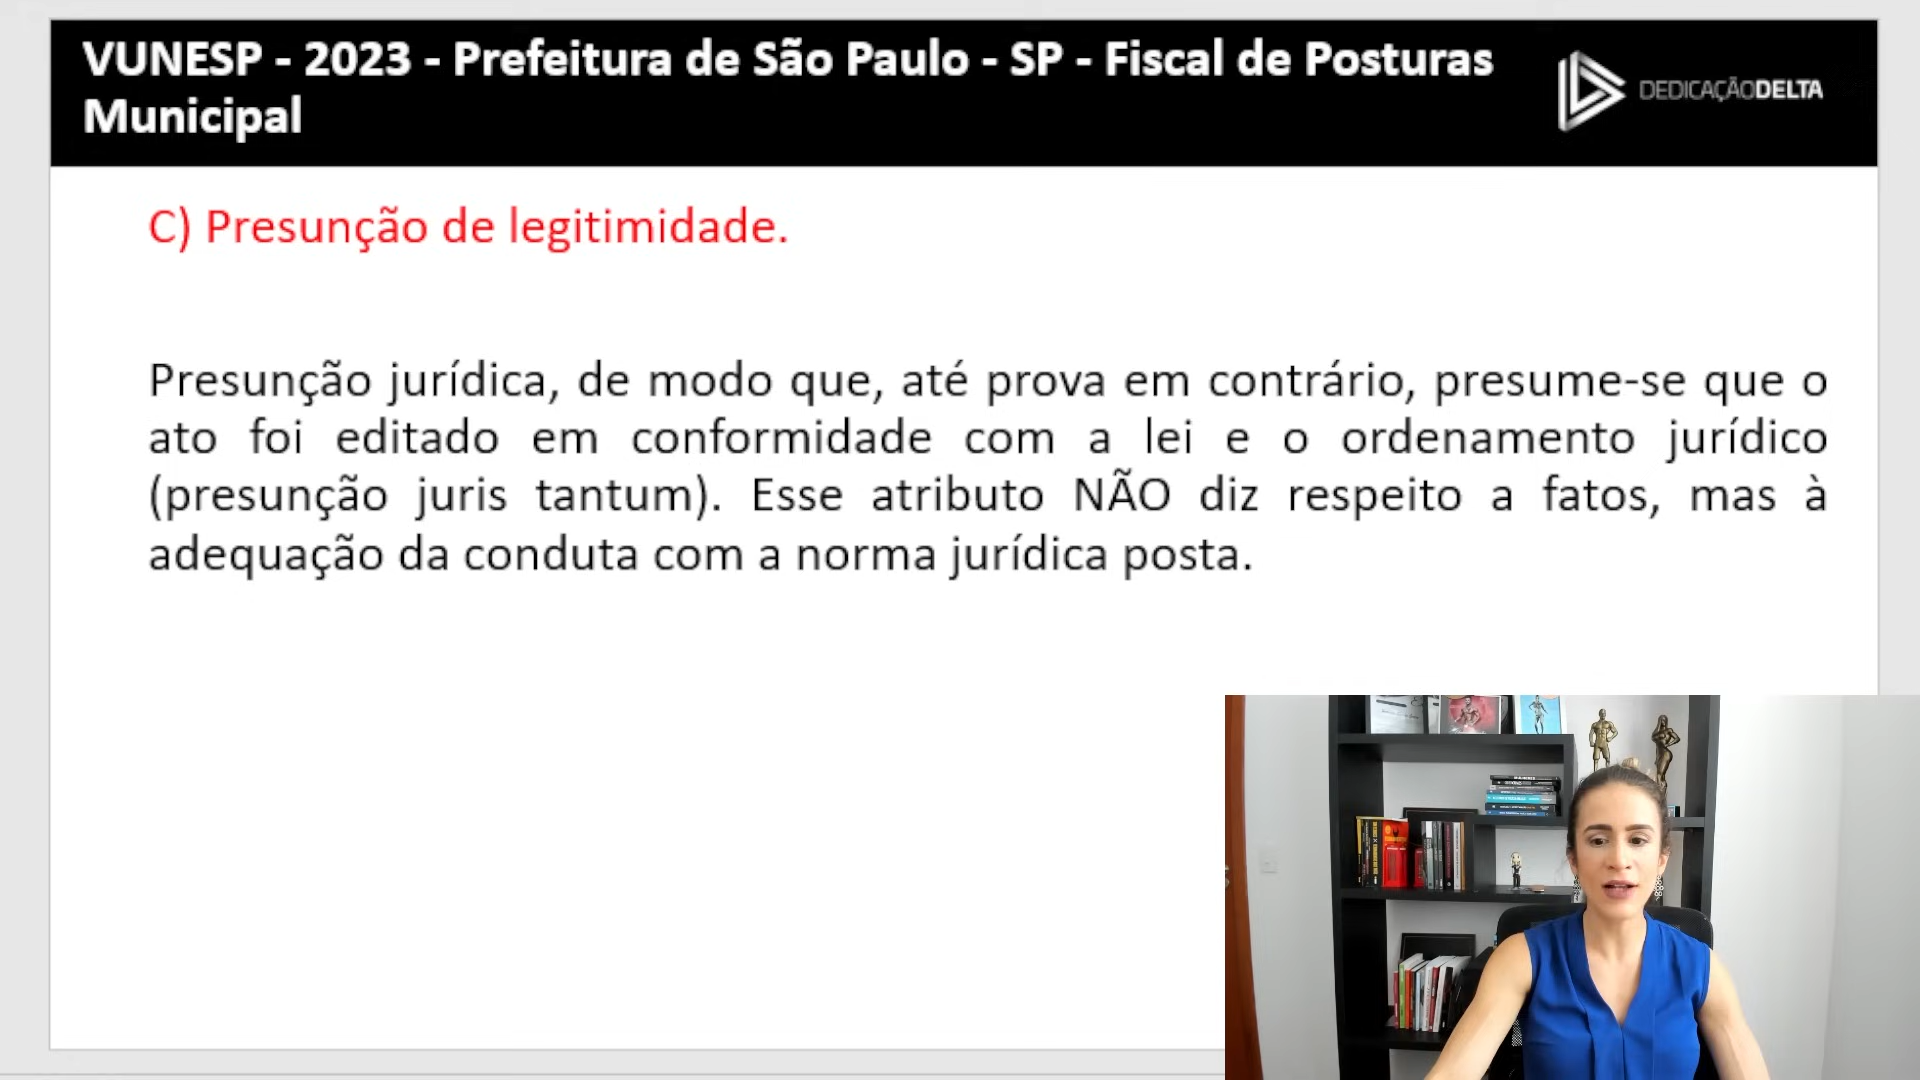 VUNESP - 2023 - Prefeitura de São Paulo - SP - Fiscal de Posturas
Municipal
DEDICAÇÃODELTA
C) Presunção de legitimidade.
Presunção jurídica, de modo que, até prova em contrário, presume-se que o
ato foi editado em conformidade com a lei e o ordenamento jurídico
(presunção juris tantum). Esse atributo NÃO diz respeito a fatos, mas à
adequação da conduta com a norma jurídica posta.